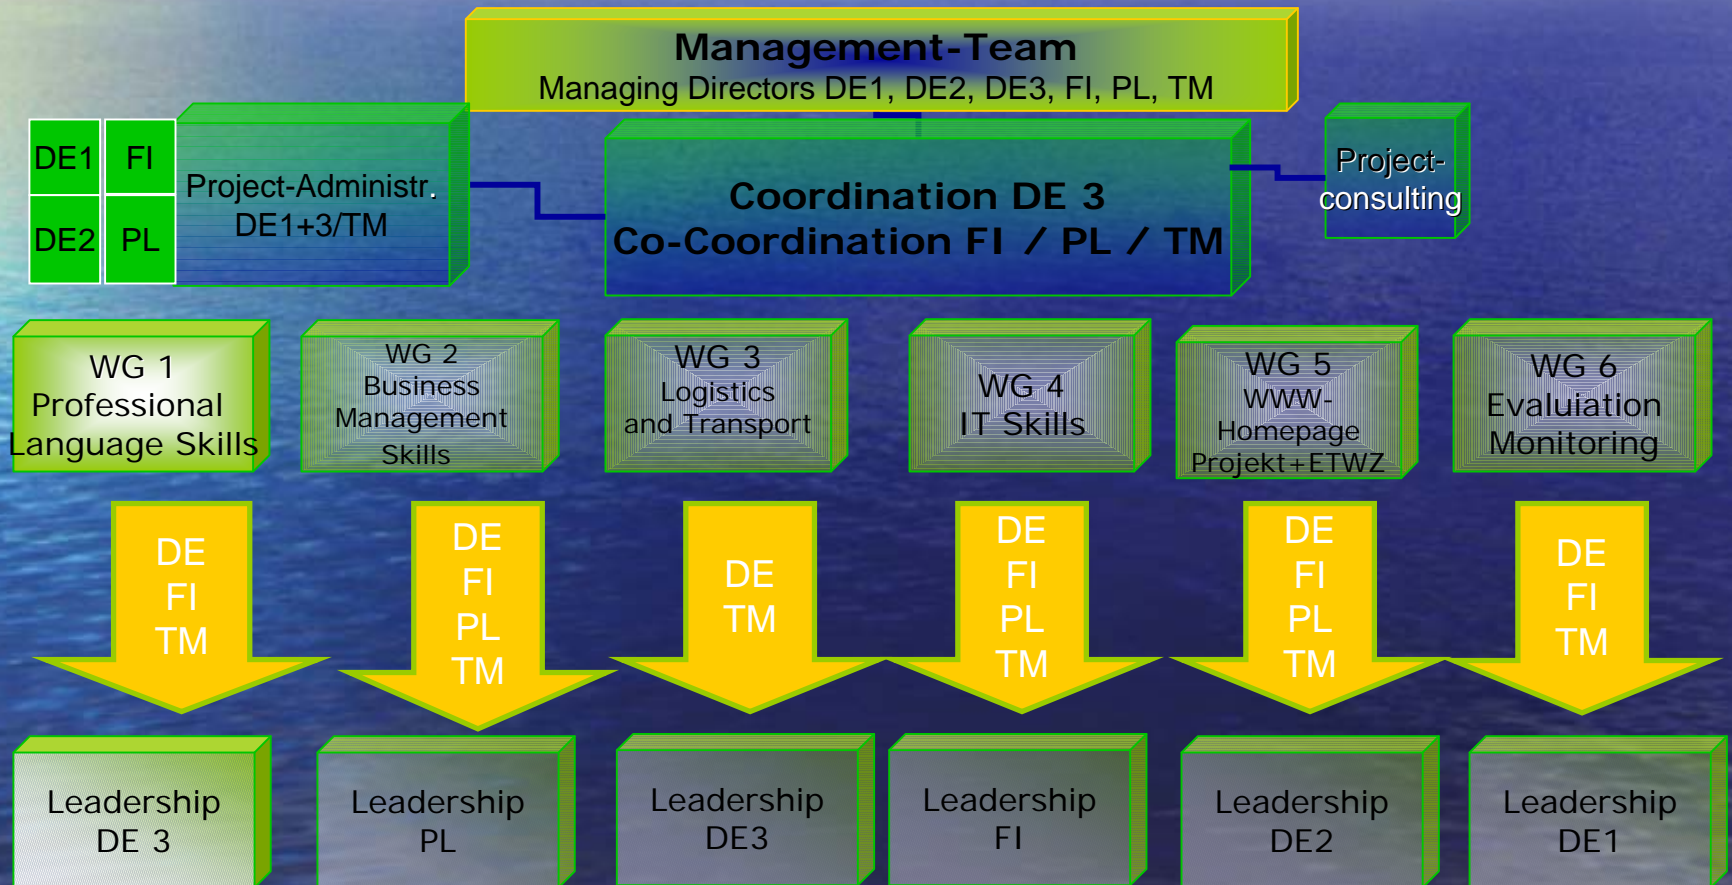 Management-Team
Managing Directors DE1, DE2, DE3, FI, PL, TM
DE1
FI
DE2
PL
Project-Administr.
DE1+3/TM
Coordination DE 3
Co-Coordination FI / PL / TM
Project-
consulting
WG 1
Professional
Language Skills
WG 2
Business
Management
Skills
WG 3
Logistics
and Transport
WG 4
IT Skills
WG 5
WWW-
Homepage
Projekt+ETWZ
WG 6
Evaluiation
Monitoring
DE
FI
TM
DE
FI
PL
TM
DE
TM
DE
FI
PL
TM
DE
FI
PL
TM
DE
FI
TM
Leadership
DE 3
Leadership
PL
Leadership
DE3
Leadership
FI
Leadership
DE2
Leadership
DE1